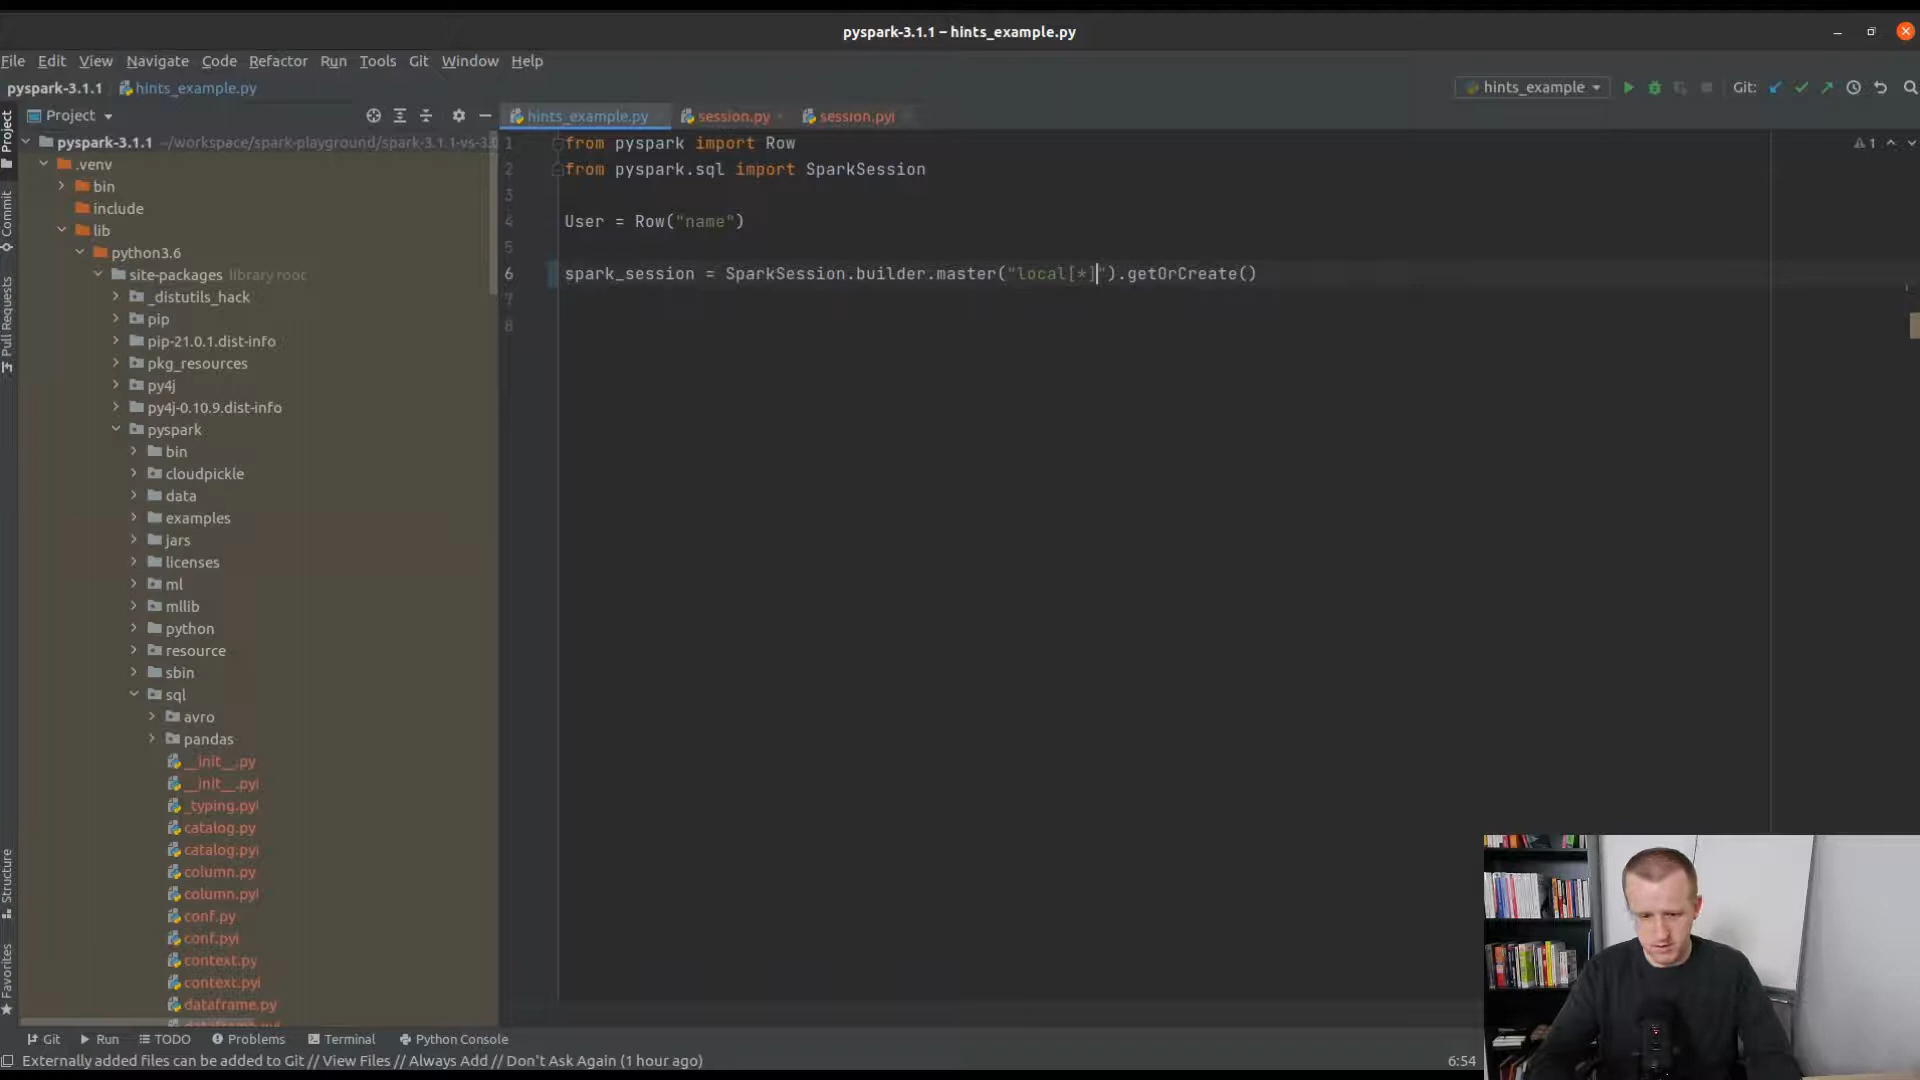 pyspark-3.1.1 – hints_example.py
File Edit View Navigate Code Refactor Run Tools Git Window Help
pyspark-3.1.1 hints_example.py
hints_example
Git:
Project
hints_example.py
session.py
session.pyi
pyspark-3.1.1 ~/workspace/spark-playground/spark-3.1.1-vs-3.0
.venv
bin
include
lib
python3.6
site-packages library root
_distutils_hack
pip
pip-21.0.1.dist-info
pkg_resources
py4j
py4j-0.10.9.dist-info
pyspark
bin
cloudpickle
data
examples
jars
licenses
ml
mllib
python
resource
sbin
sql
avro
pandas
__init__.py
__init__.pyi
_typing.pyi
catalog.py
catalog.pyi
column.py
column.pyi
conf.py
conf.pyi
context.py
context.pyi
dataframe.py
1 from pyspark import Row
2 from pyspark.sql import SparkSession
3
4 User = Row("name")
5
6 spark_session = SparkSession.builder.master("local[*]").getOrCreate()
7
8
1
Project
Commit
Pull Requests
Structure
Favorites
Git Run TODO Problems Terminal Python Console
Externally added files can be added to Git // View Files // Always Add // Don't Ask Again (1 hour ago)
6:54